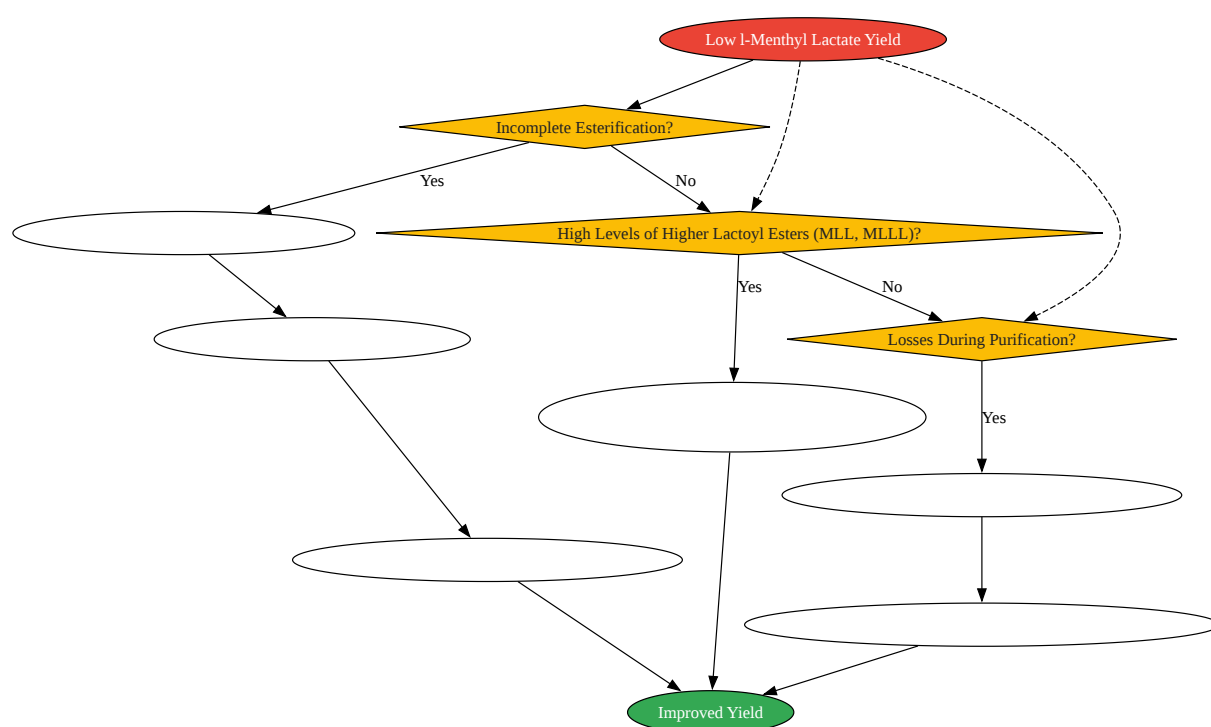 Low l-Menthyl Lactate Yield
Incomplete Esterification?
Yes
No
High Levels of Higher Lactoyl Esters (MLL, MLLL)?
Yes
No
Losses During Purification?
Yes
Improved Yield